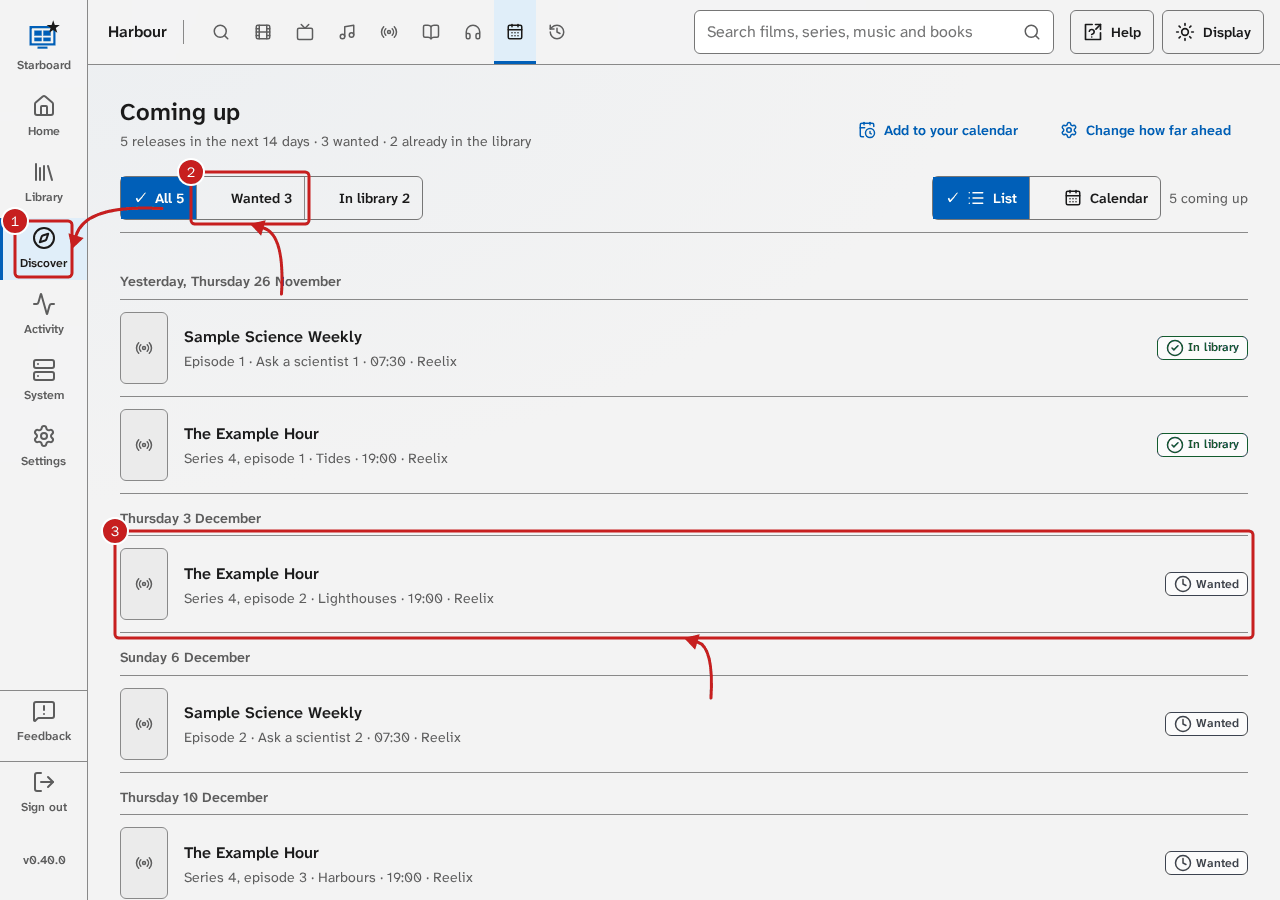 Starboard
Home
Library
1
Discover
Activity
System
Settings
Feedback
Sign out
v0.40.0
Harbour
Search films, series, music and books
Help
Display
Coming up
5 releases in the next 14 days · 3 wanted · 2 already in the library
Add to your calendar
Change how far ahead
2
✓ All 5
Wanted 3
In library 2
✓ List
Calendar
5 coming up
Yesterday, Thursday 26 November
Sample Science Weekly
Episode 1 · Ask a scientist 1 · 07:30 · Reelix
In library
The Example Hour
Series 4, episode 1 · Tides · 19:00 · Reelix
In library
Thursday 3 December
3
The Example Hour
Series 4, episode 2 · Lighthouses · 19:00 · Reelix
Wanted
Sunday 6 December
Sample Science Weekly
Episode 2 · Ask a scientist 2 · 07:30 · Reelix
Wanted
Thursday 10 December
The Example Hour
Series 4, episode 3 · Harbours · 19:00 · Reelix
Wanted